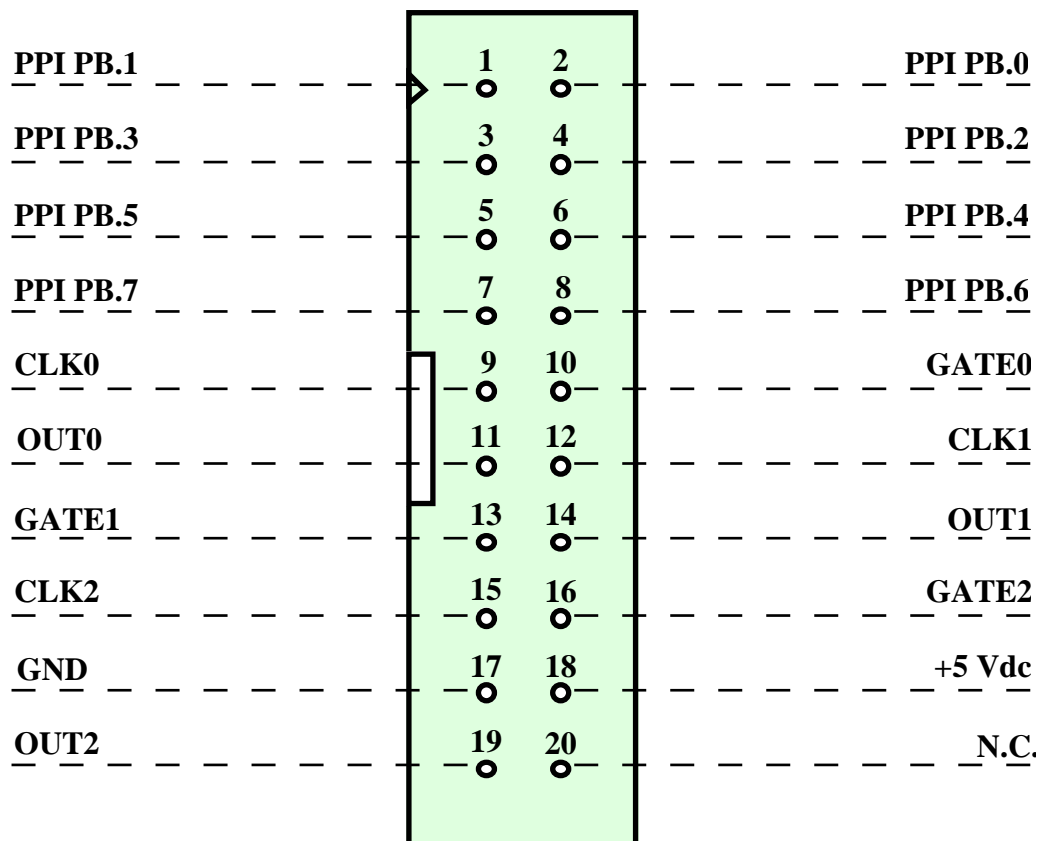 PPI PB.1 1 2 PPI PB.0
PPI PB.3 3 4 PPI PB.2
PPI PB.5 5 6 PPI PB.4
PPI PB.7 7 8 PPI PB.6
CLK0 9 10 GATE0
OUT0 11 12 CLK1
GATE1 13 14 OUT1
CLK2 15 16 GATE2
GND 17 18 +5 Vdc
OUT2 19 20 N.C.